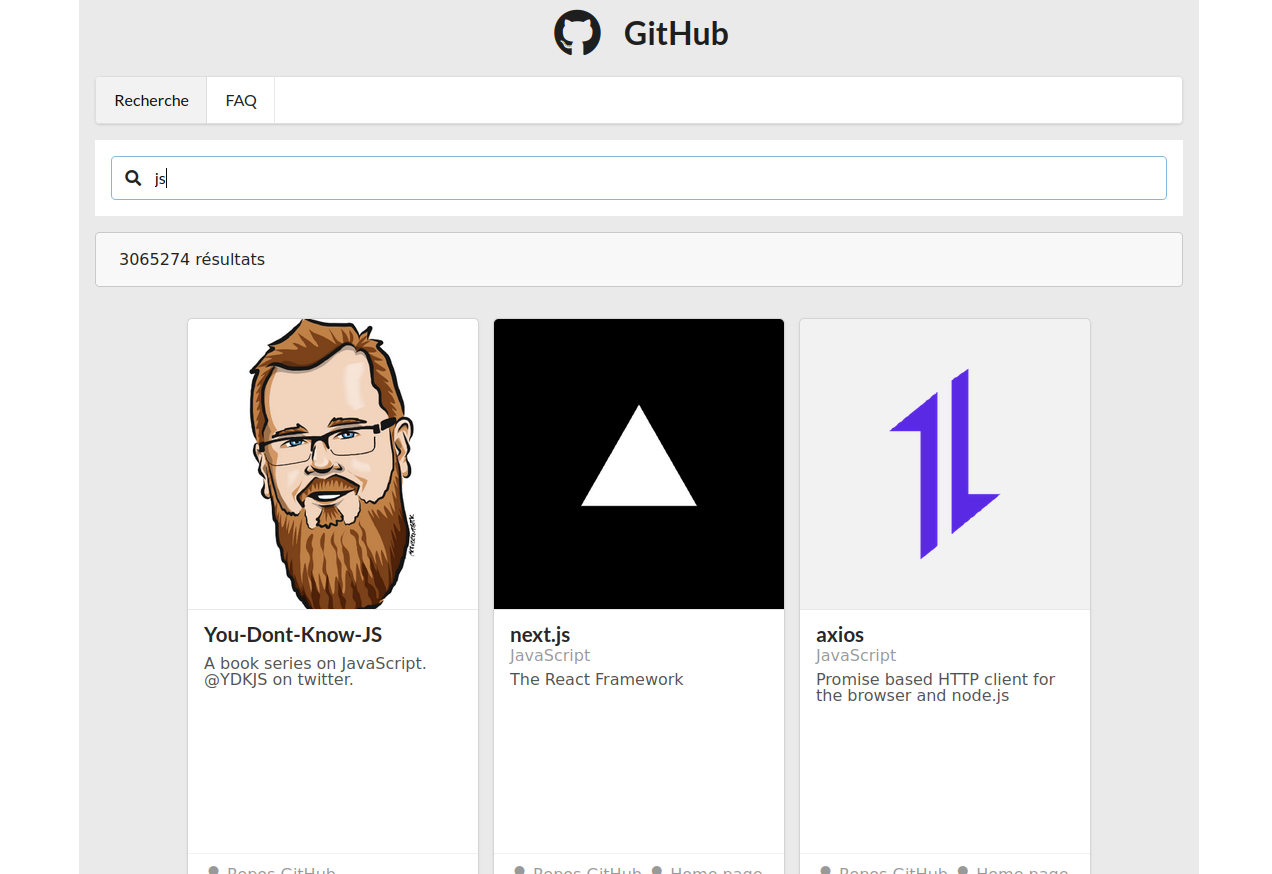 GitHub
Recherche FAQ
js
3065274 résultats
You-Dont-Know-JS
A book series on JavaScript.
@YDKJS on twitter.
next.js
JavaScript
The React Framework
axios
JavaScript
Promise based HTTP client for
the browser and node.js
Repos GitHub
Repos GitHub Home page
Repos GitHub Home page